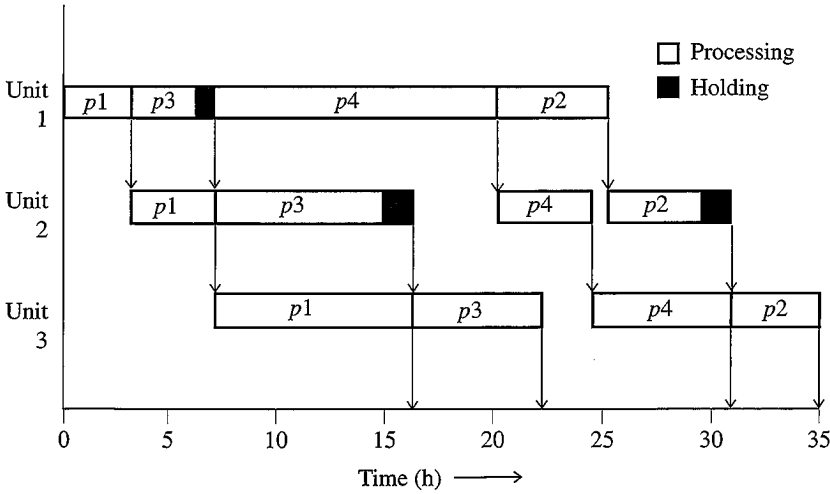 Processing
Holding
Unit
1
p1
p3
p4
p2
Unit
2
p1
p3
p4
p2
Unit
3
p1
p3
p4
p2
0
5
10
15
20
25
30
35
Time (h)